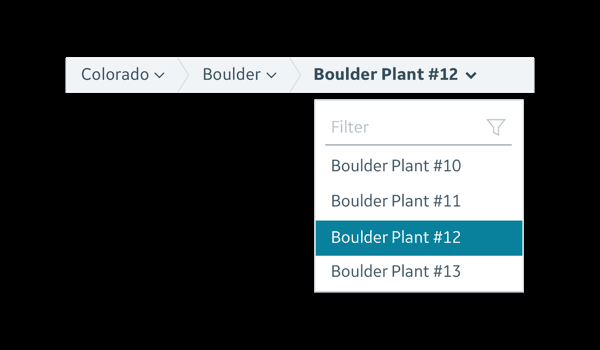 Colorado Boulder Boulder Plant #12
Filter
Boulder Plant #10
Boulder Plant #11
Boulder Plant #12
Boulder Plant #13